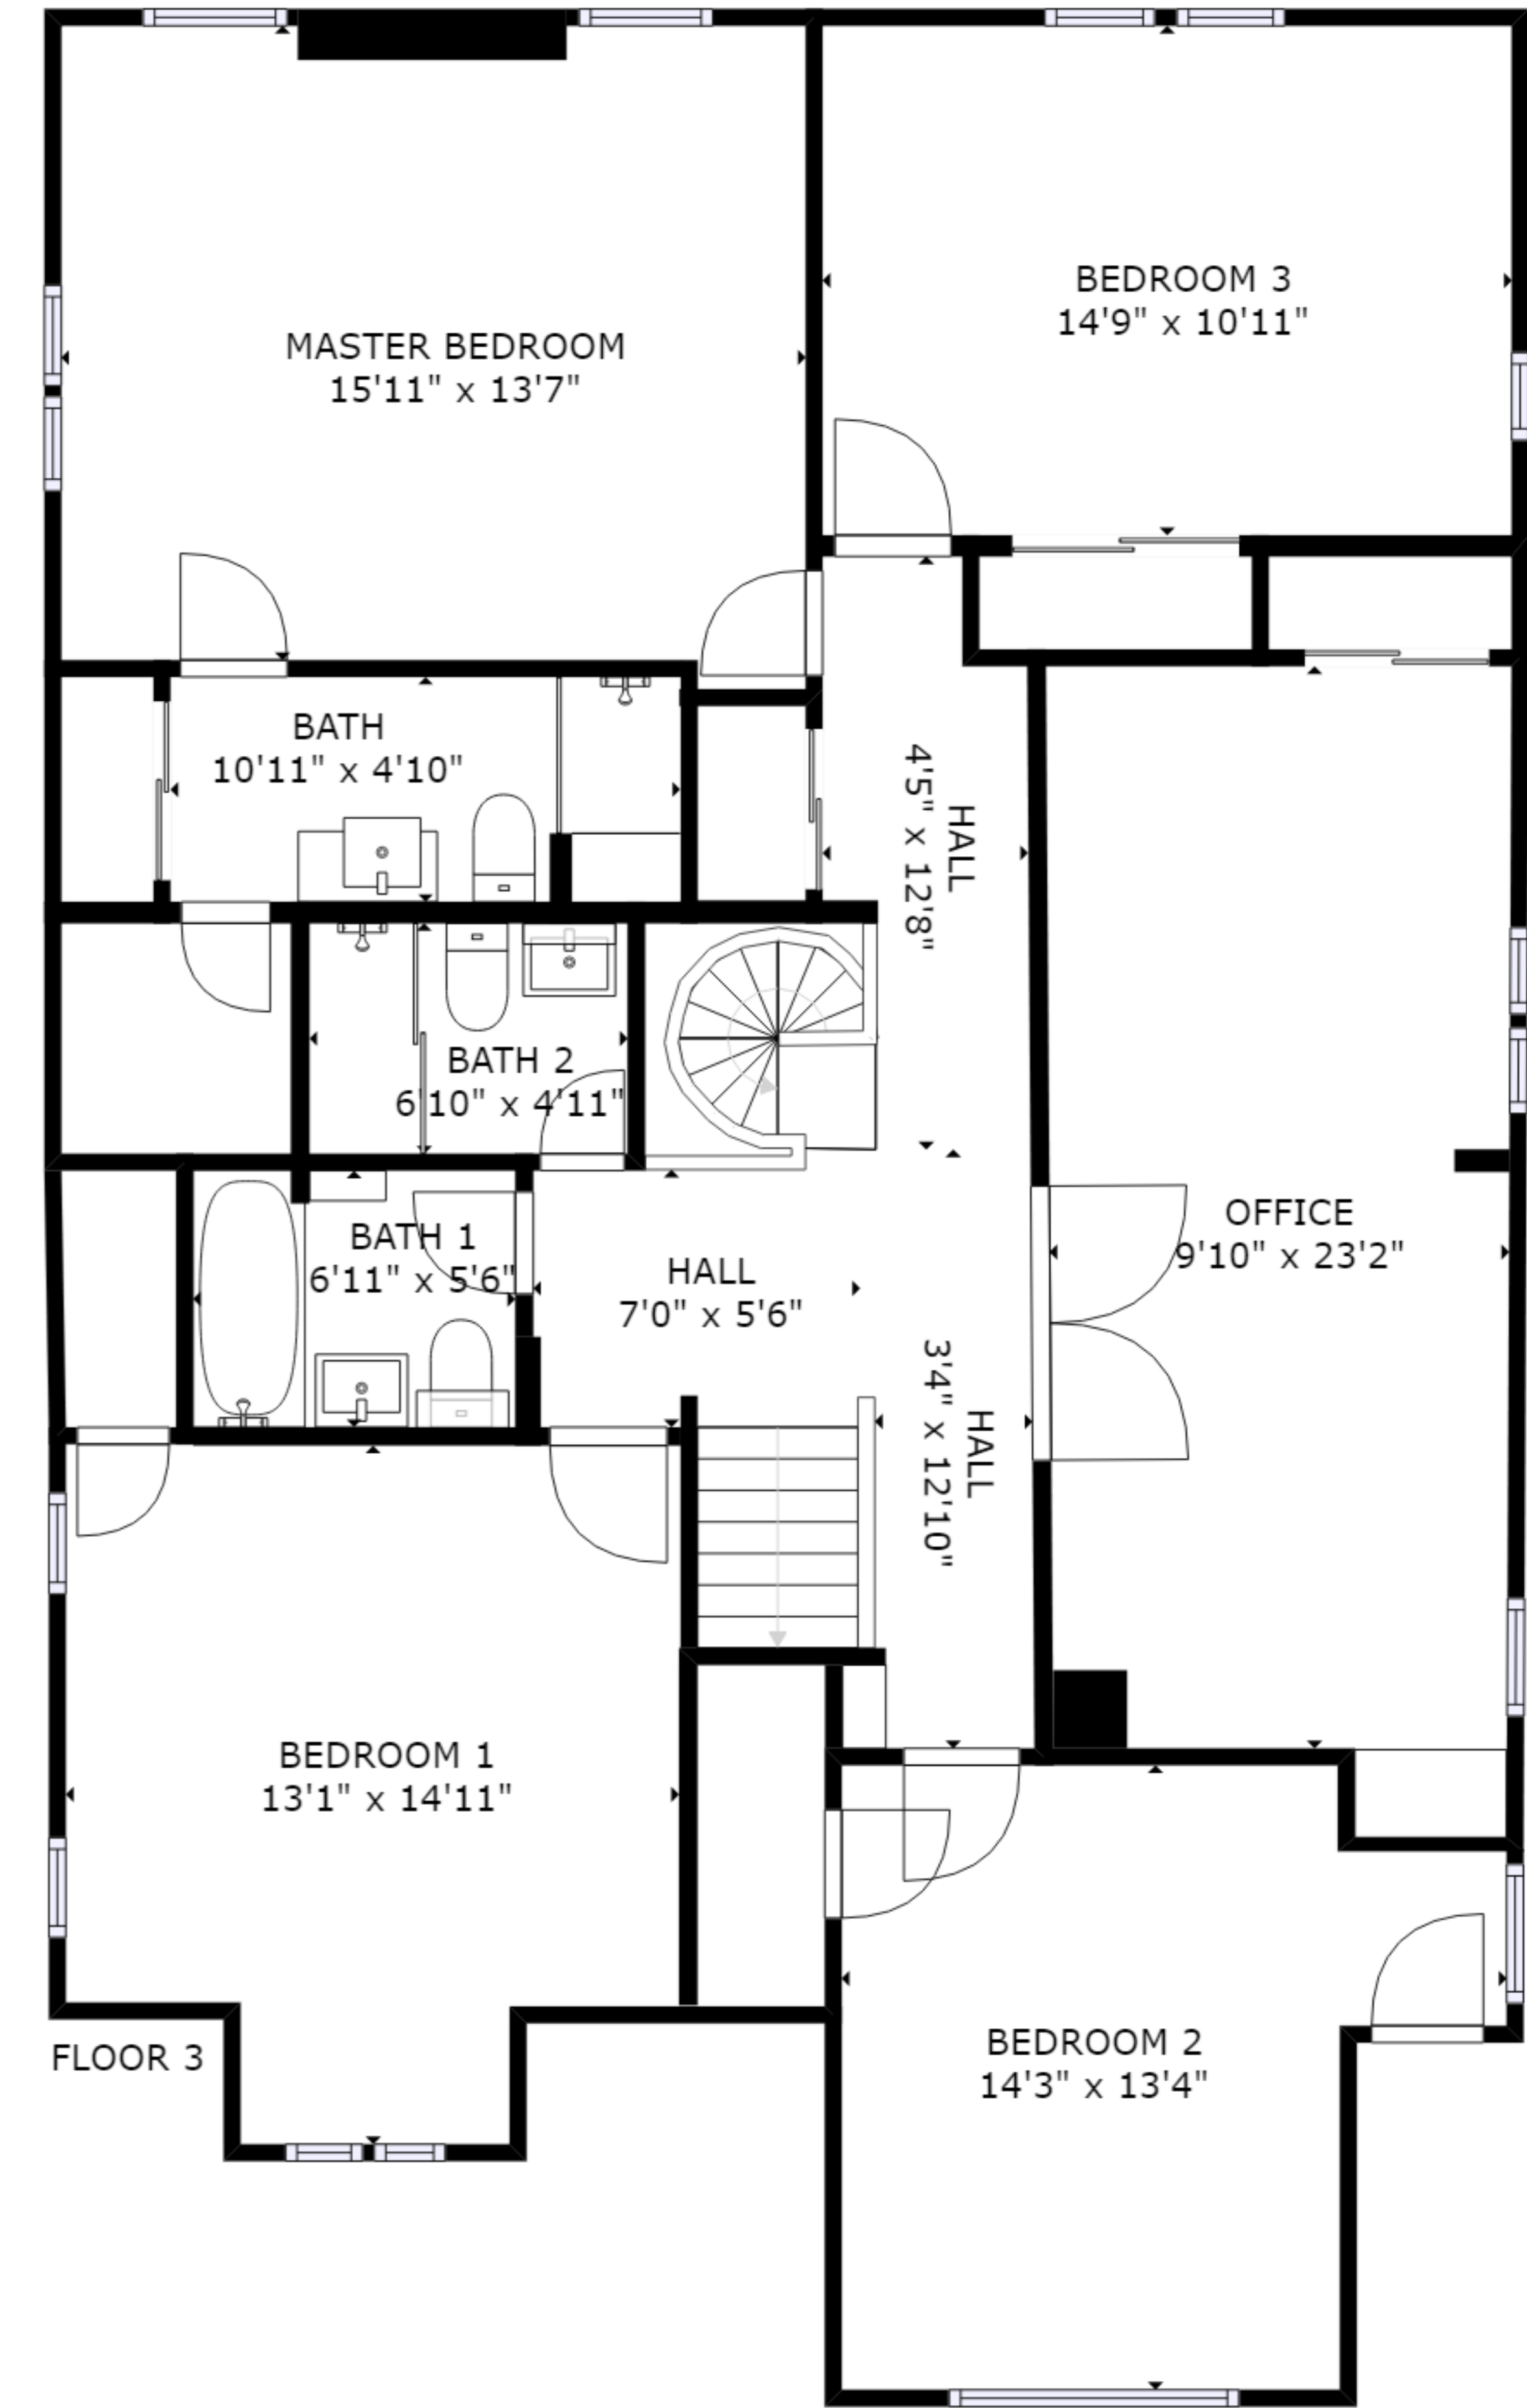 BEDROOM 3
14'9" x 10'11"
MASTER BEDROOM
15'11" x 13'7"
BATH
10'11" x 4'10"
HALL
4'5" x 12'8"
BATH 2
6'10" x 4'11"
OFFICE
9'10" x 23'2"
BATH 1
6'11" x 5'6"
HALL
7'0" x 5'6"
HALL
3'4" x 12'10"
BEDROOM 1
13'1" x 14'11"
BEDROOM 2
14'3" x 13'4"
FLOOR 3